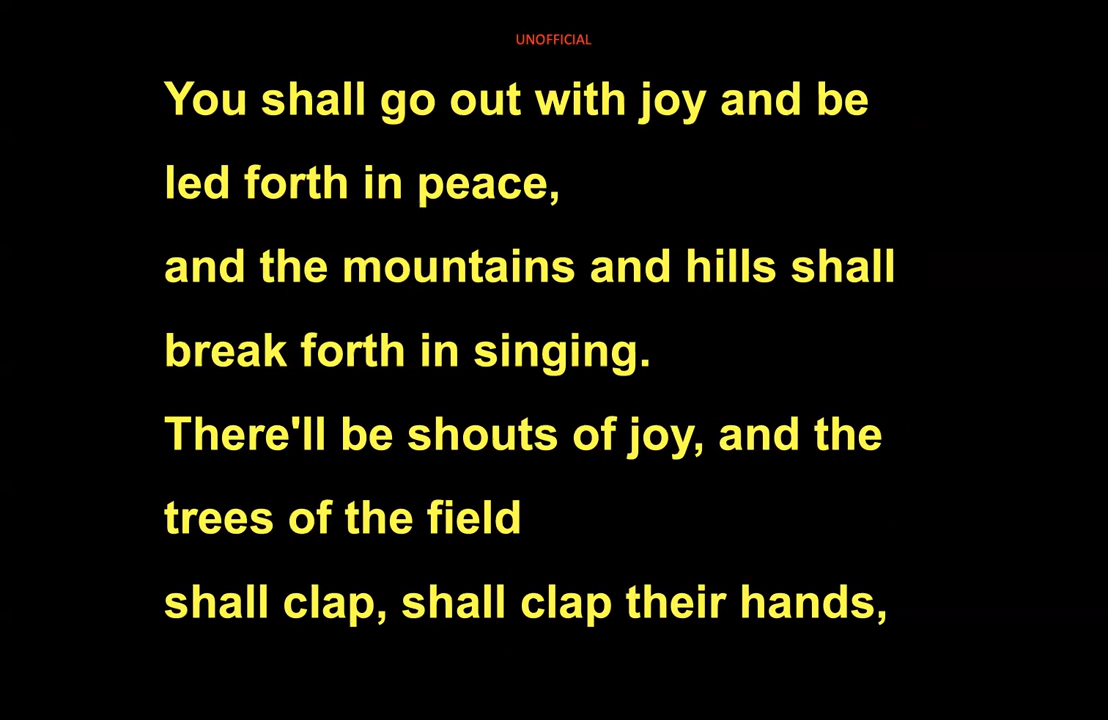 UNOFFICIAL
You shall go out with joy and be
led forth in peace,
and the mountains and hills shall
break forth in singing.
There'll be shouts of joy, and the
trees of the field
shall clap, shall clap their hands,